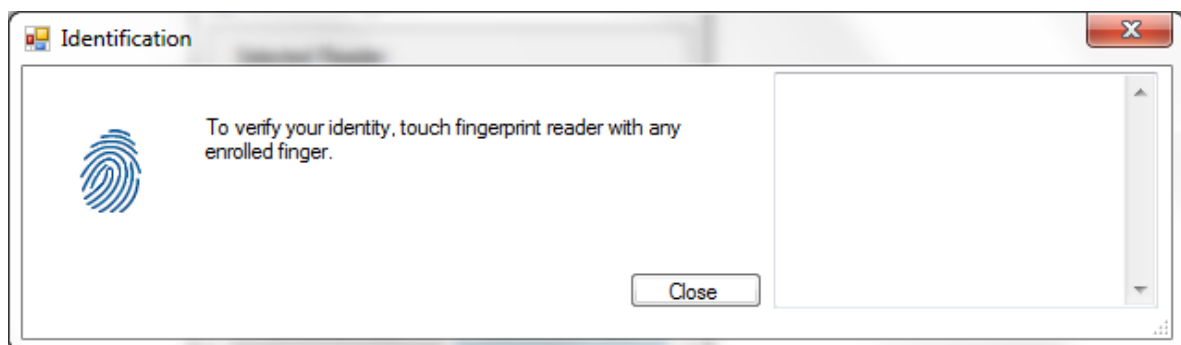 Identification
To verify your identity, touch fingerprint reader with any
enrolled finger.
Close